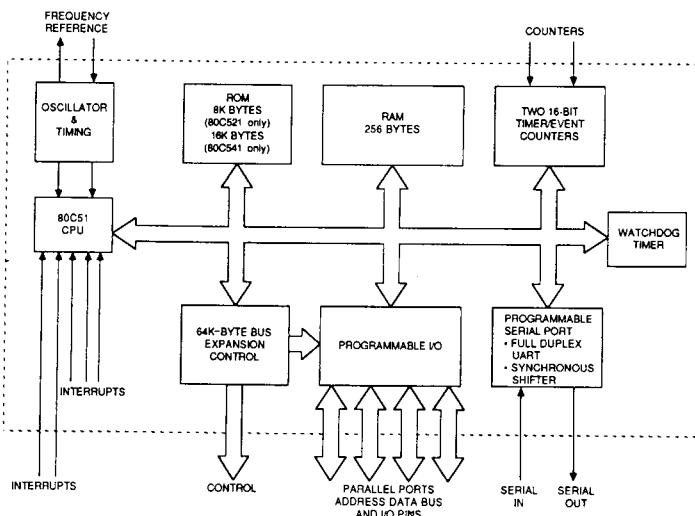 FREQUENCY
REFERENCE
COUNTERS
OSCILLATOR
&
TIMING
ROM
8K BYTES
(80C521 only)
16K BYTES
(80C541 only)
RAM
256 BYTES
TWO 16-BIT
TIMER/EVENT
COUNTERS
80C51
CPU
WATCHDOG
TIMER
64K-BYTE BUS
EXPANSION
CONTROL
PROGRAMMABLE I/O
PROGRAMMABLE
SERIAL PORT
• FULL DUPLEX
UART
• SYNCHRONOUS
SHIFTER
INTERRUPTS
INTERRUPTS
CONTROL
PARALLEL PORTS
ADDRESS DATA BUS
AND I/O PINS
SERIAL
IN
SERIAL
OUT